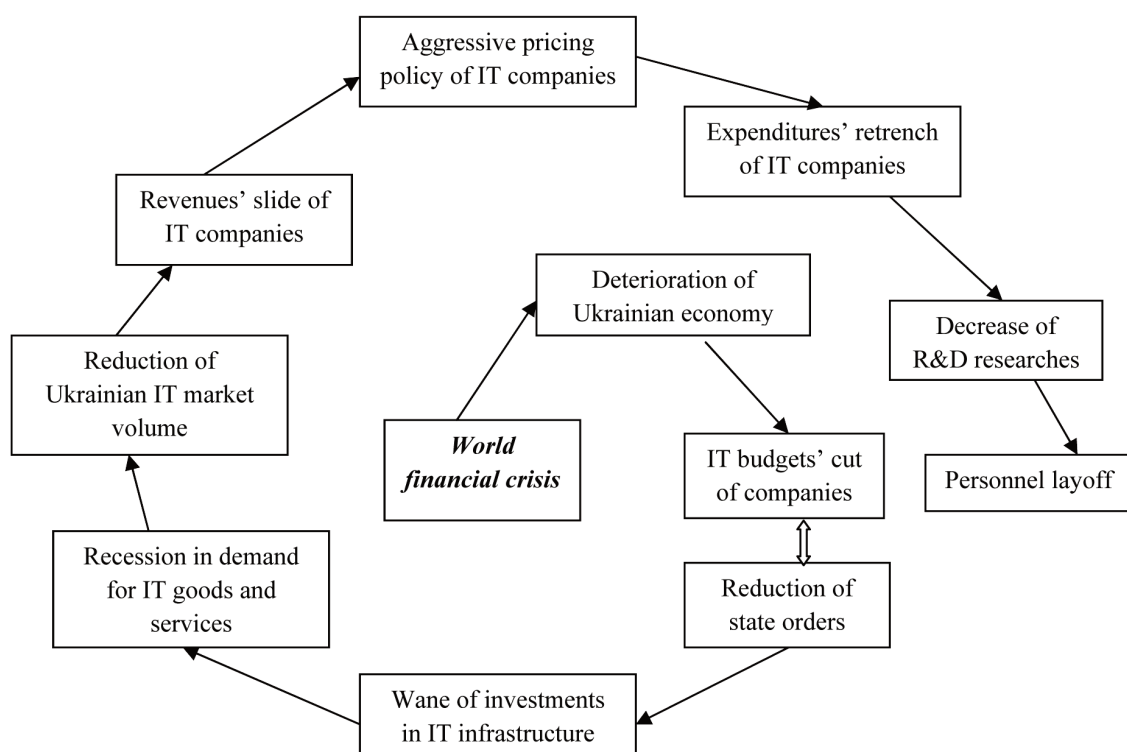 Aggressive pricing
policy of IT companies
Expenditures’ retrench
of IT companies
Revenues’ slide of
IT companies
Deterioration of
Ukrainian economy
Decrease of
R&D researches
Reduction of
Ukrainian IT market
volume
World
financial crisis
IT budgets’ cut
of companies
Personnel layoff
Recession in demand
for IT goods and
services
Reduction of
state orders
Wane of investments
in IT infrastructure